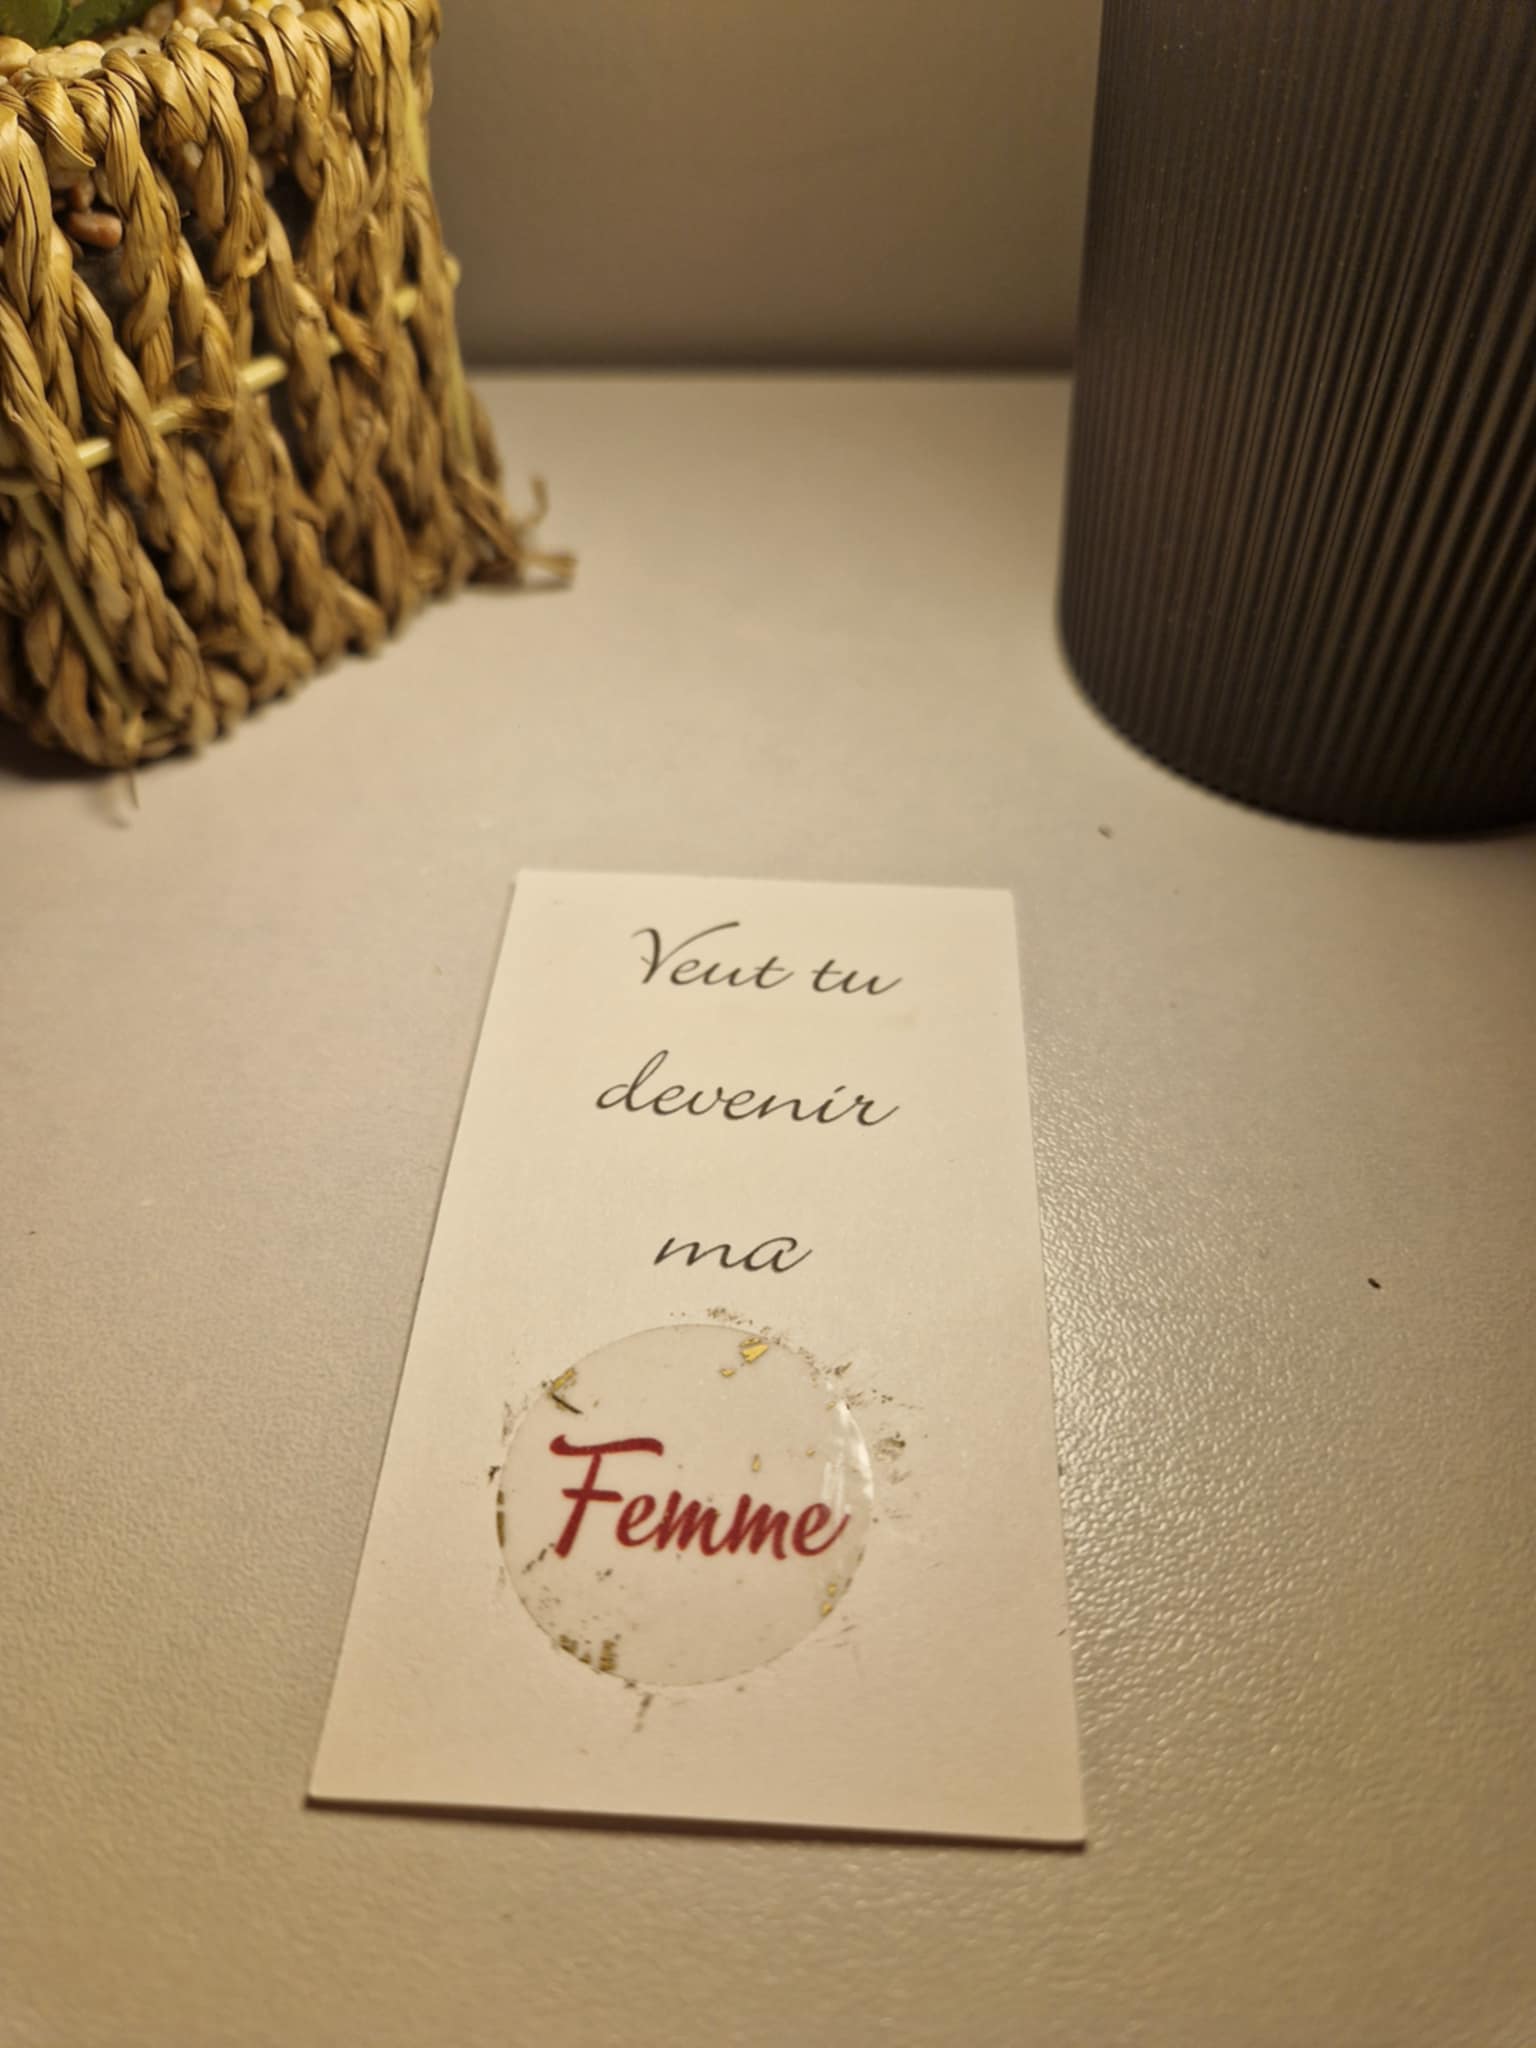 Veut tu
devenir
ma
Femme